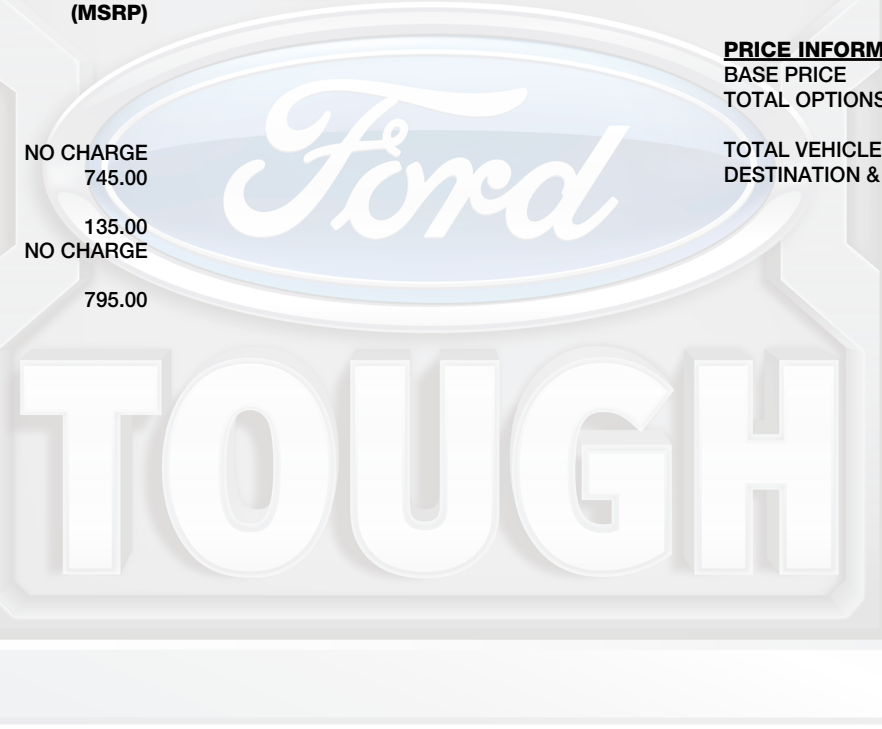 (MSRP)
NO CHARGE
745.00
135.00
NO CHARGE
795.00
PRICE INFORM
BASE PRICE
TOTAL OPTIONS
TOTAL VEHICLE
DESTINATION &
Ford
TOUGH